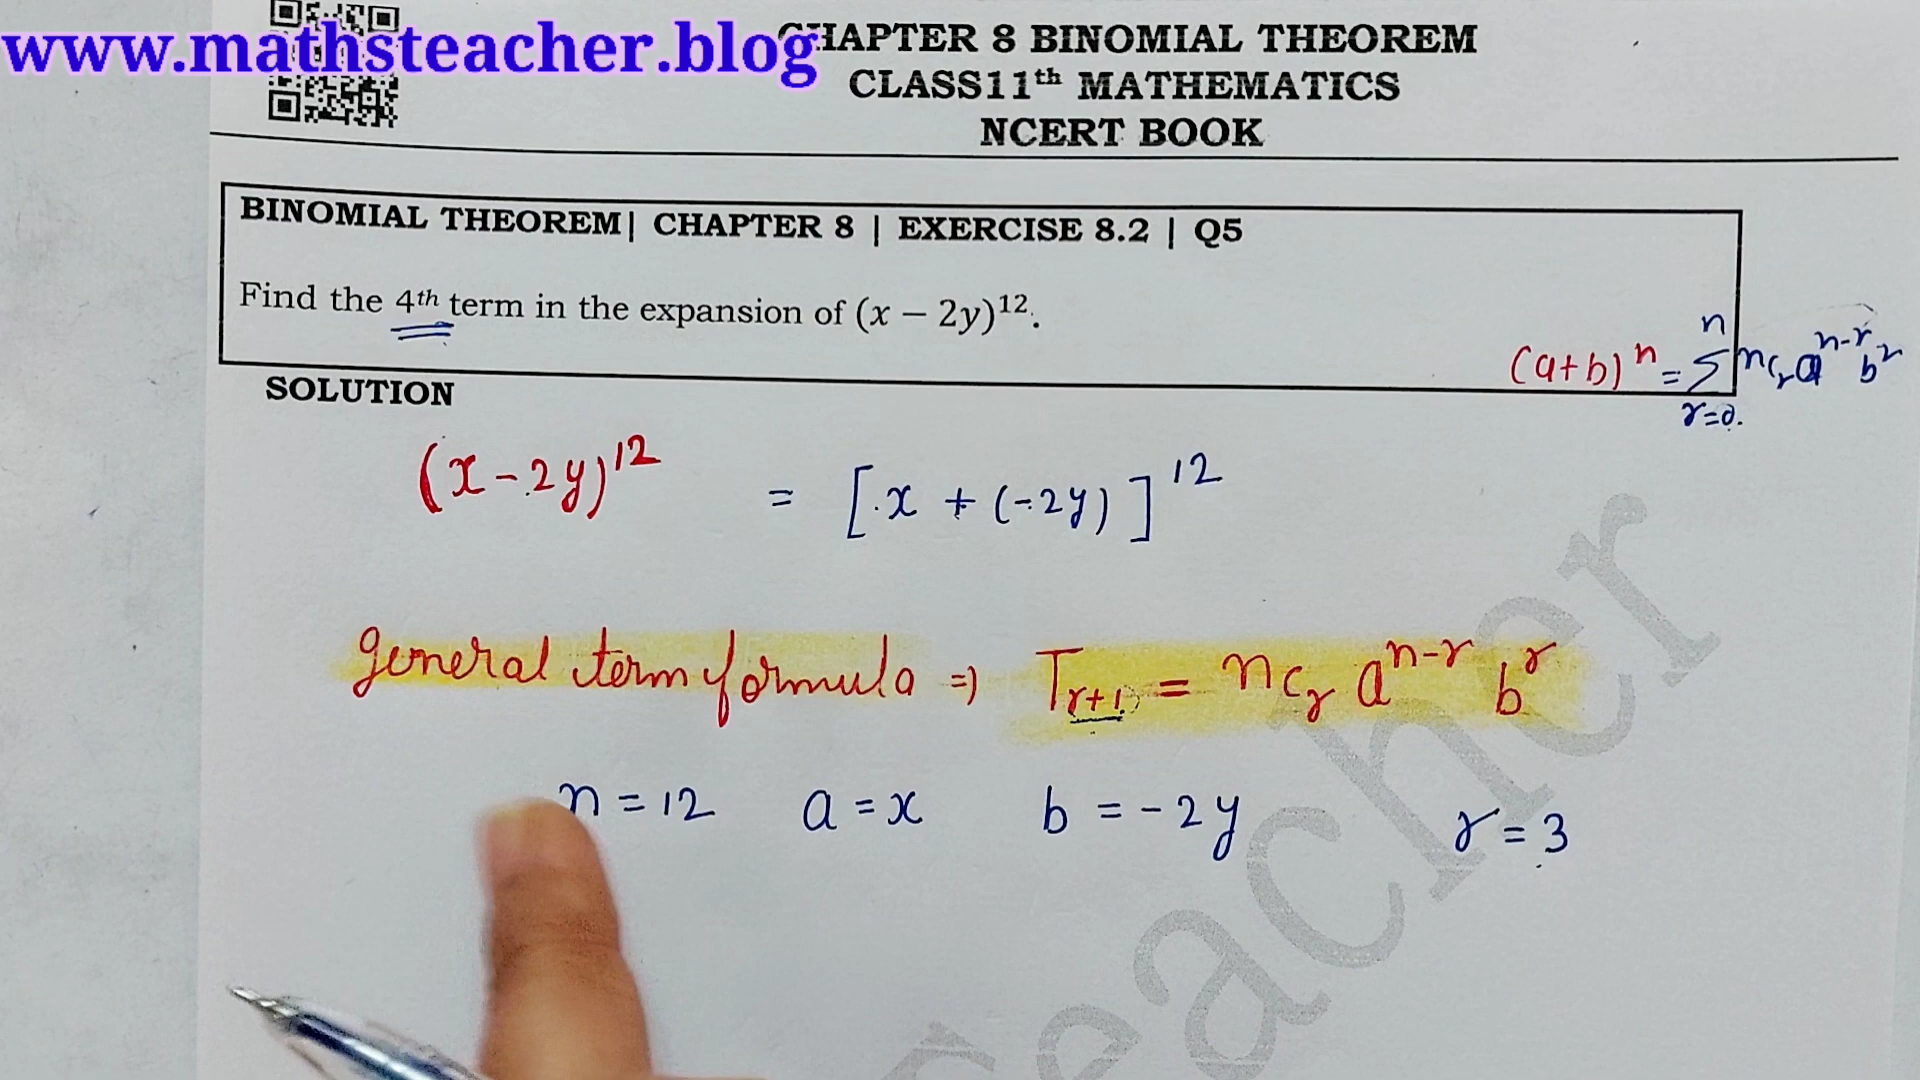 www.mathsteacher.blog
CHAPTER 8 BINOMIAL THEOREM
CLASS11th MATHEMATICS
NCERT BOOK
BINOMIAL THEOREM| CHAPTER 8 | EXERCISE 8.2 | Q5
Find the 4th term in the expansion of (x − 2y)¹².
(a+b)ⁿ = Σ nCr aⁿ⁻ʳ bʳ
n
r=0
SOLUTION
(x-2y)¹² = [x + (-2y)]¹²
General term formula ⇒ Tr+1 = nCr aⁿ⁻ʳ bʳ
n = 12 a = x b = -2y r = 3
teacher